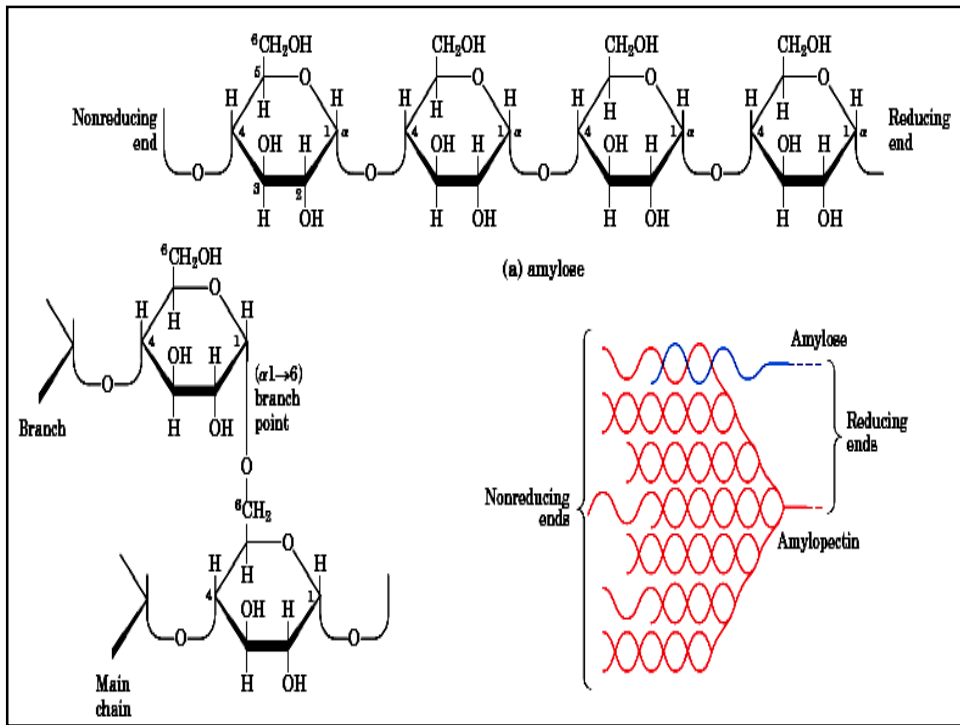 ⁶CH₂OH CH₂OH CH₂OH CH₂OH
5 O O O O
H H H H H H H H
Nonreducing
end
H H H H
4 1 α 4 1 α 4 1 α 4 1 α
Reducing
end
OH H OH H OH H OH H
O O O O
3 2
H OH H OH H OH H OH
(a) amylose
⁶CH₂OH
O
H H
H
4 1
OH H
(α1→6)
branch
point
O
H OH
Branch
O
⁶CH₂
O
H H
H
4 1
OH H
O O
H OH
Main
chain
Amylose
Reducing
ends
Nonreducing
ends
Amylopectin